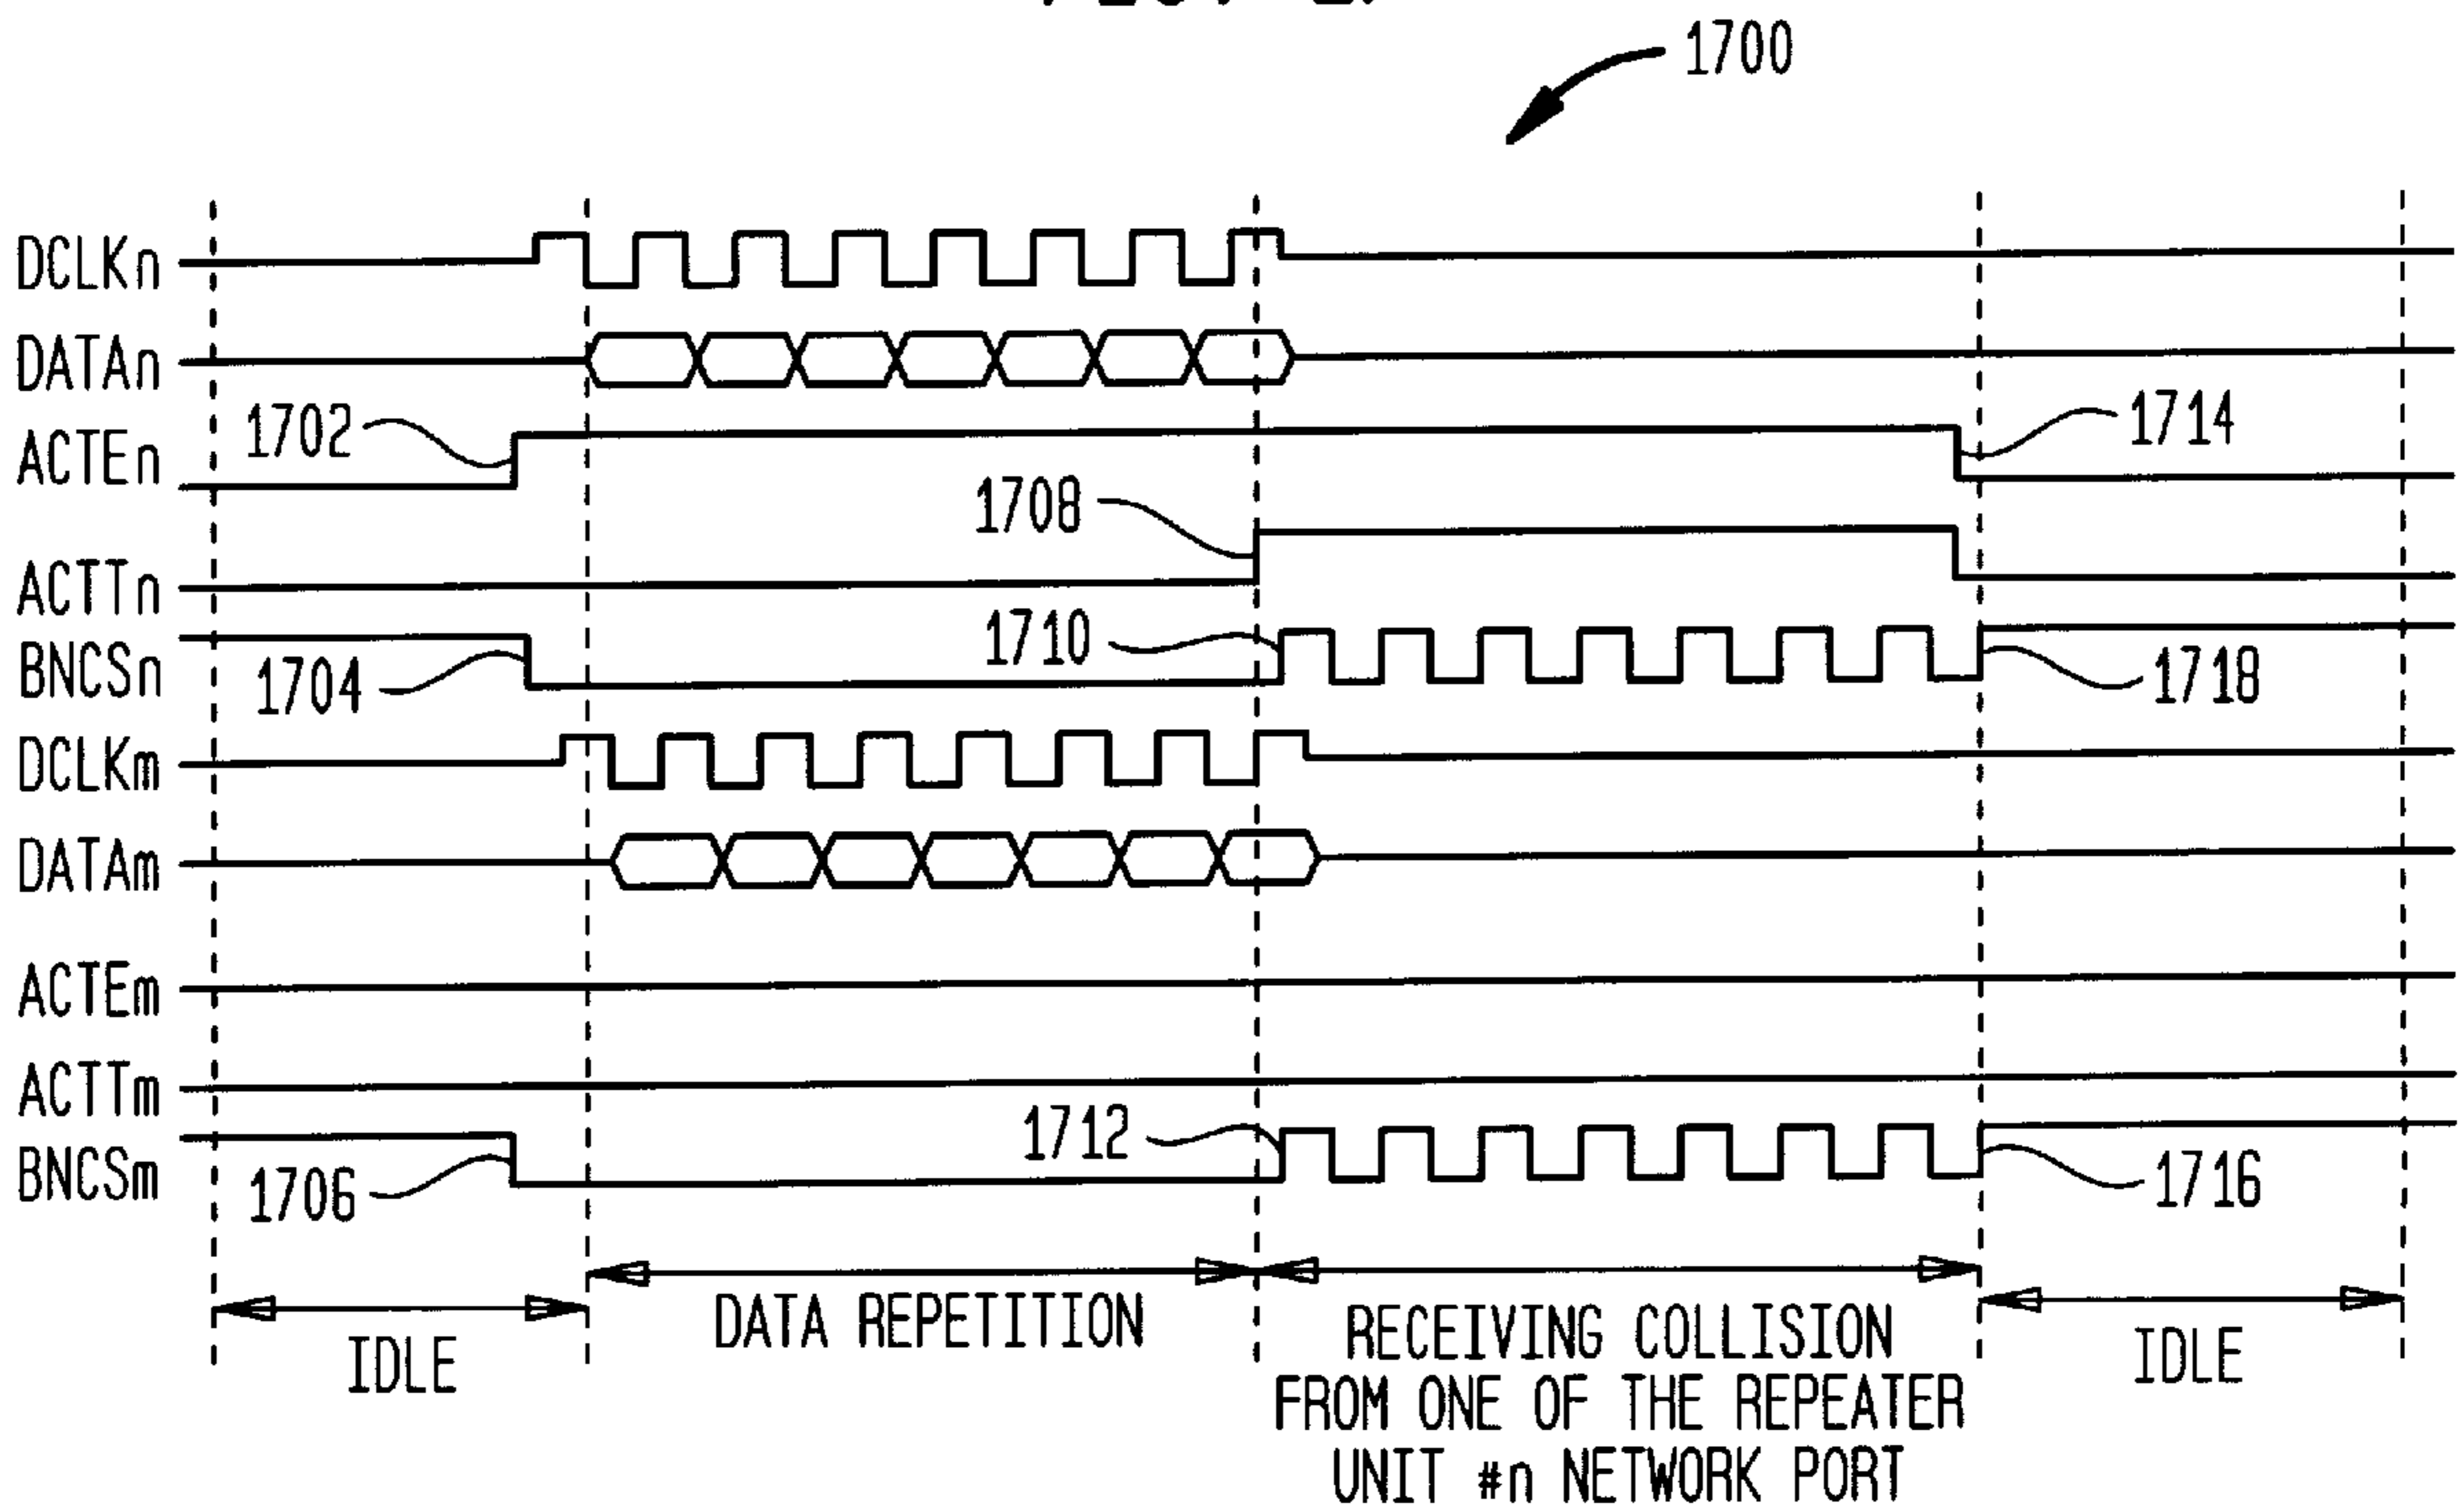 1700
DCLKn
DATAn
1702
1714
ACTEn
1708
ACTTn
1710
BNCSn
1704
1718
DCLKm
DATAm
ACTEm
ACTTm
1712
BNCSm
1706
1716
IDLE
DATA REPETITION
RECEIVING COLLISION
FROM ONE OF THE REPEATER
UNIT #n NETWORK PORT
IDLE